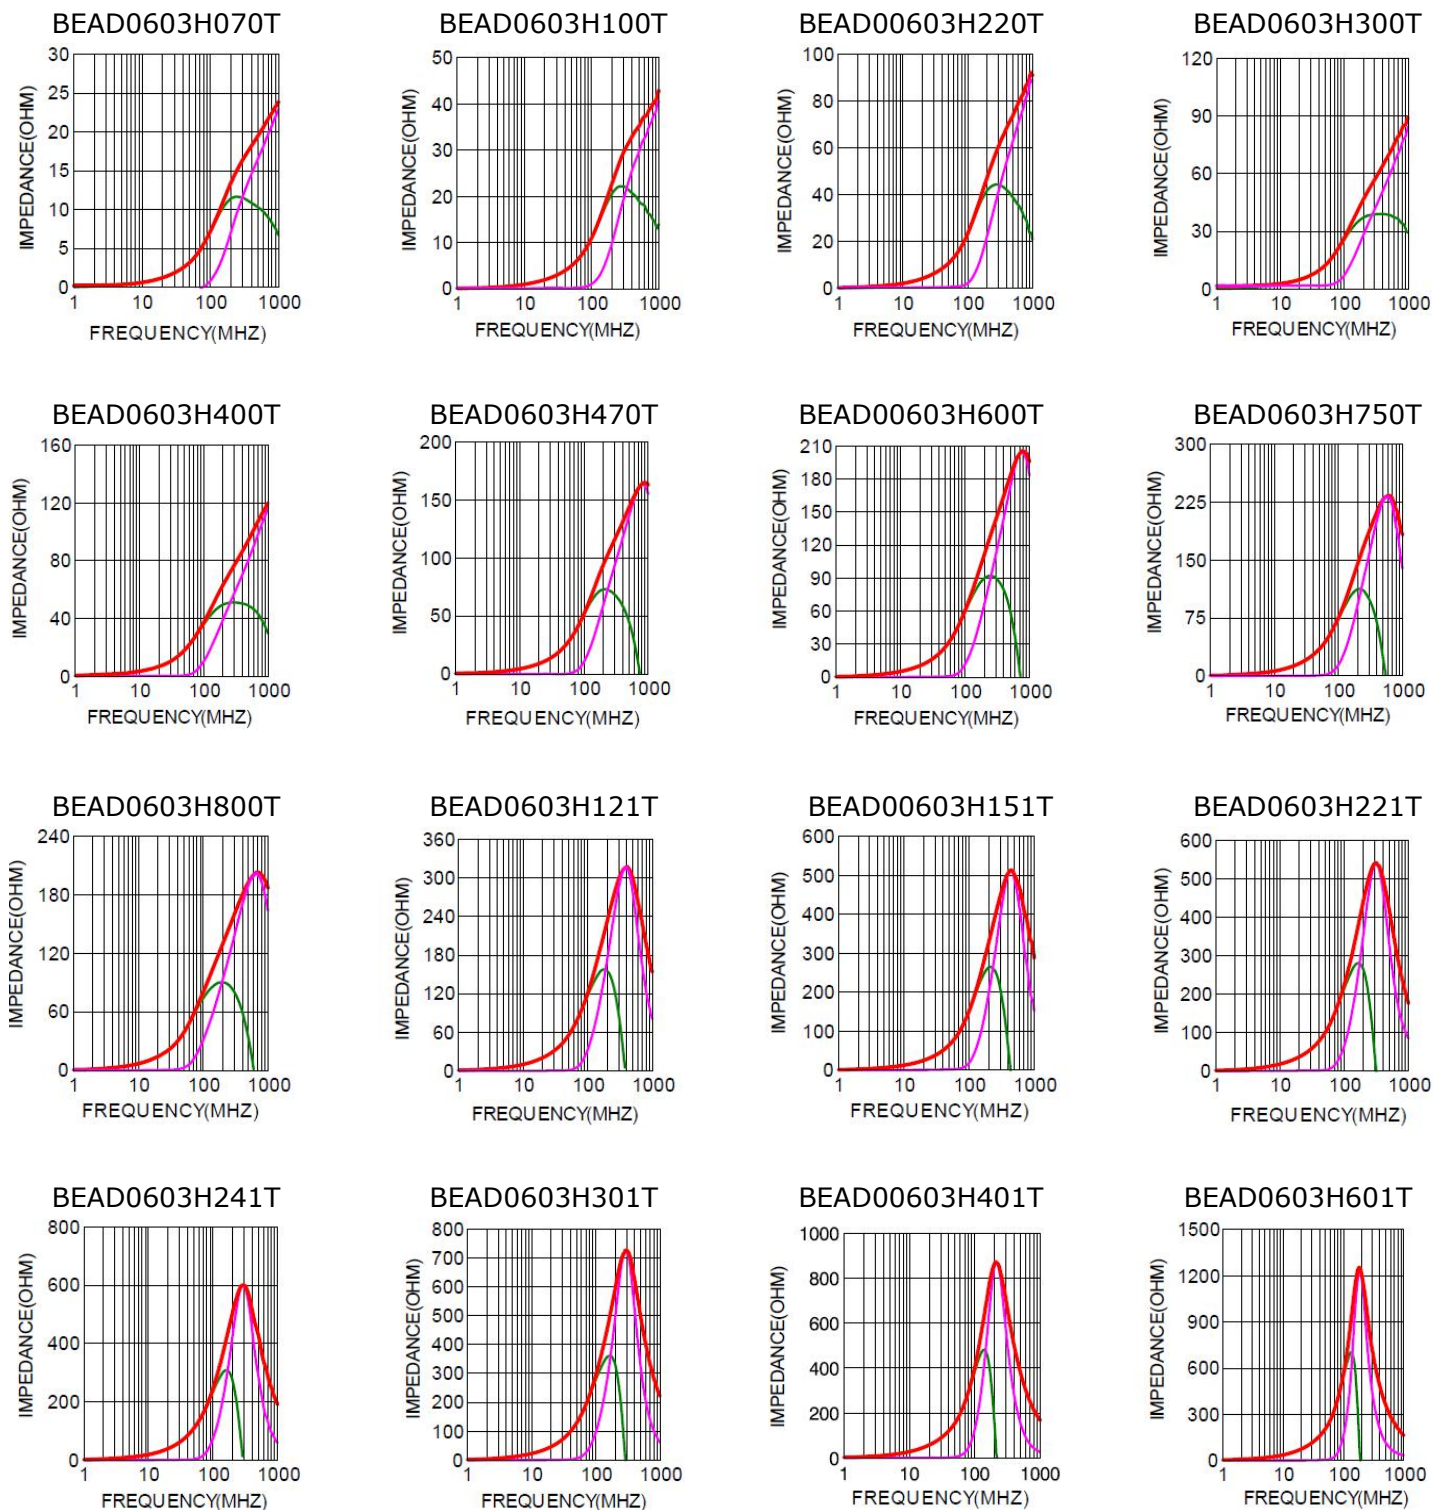 BEAD0603H070T
30
25
20
15
10
5
0
1 10 100 1000
IMPEDANCE(OHM)
FREQUENCY(MHZ)
BEAD0603H100T
50
40
30
20
10
0
1 10 100 1000
IMPEDANCE(OHM)
FREQUENCY(MHZ)
BEAD00603H220T
100
80
60
40
20
0
1 10 100 1000
IMPEDANCE(OHM)
FREQUENCY(MHZ)
BEAD0603H300T
120
90
60
30
0
1 10 100 1000
IMPEDANCE(OHM)
FREQUENCY(MHZ)
BEAD0603H400T
160
120
80
40
0
1 10 100 1000
IMPEDANCE(OHM)
FREQUENCY(MHZ)
BEAD0603H470T
200
150
100
50
0
1 10 100 1000
IMPEDANCE(OHM)
FREQUENCY(MHZ)
BEAD00603H600T
210
180
150
120
90
60
30
0
1 10 100 1000
IMPEDANCE(OHM)
FREQUENCY(MHZ)
BEAD0603H750T
300
225
150
75
0
1 10 100 1000
IMPEDANCE(OHM)
FREQUENCY(MHZ)
BEAD0603H800T
240
180
120
60
0
1 10 100 1000
IMPEDANCE(OHM)
FREQUENCY(MHZ)
BEAD0603H121T
360
300
240
180
120
60
0
1 10 100 1000
IMPEDANCE(OHM)
FREQUENCY(MHZ)
BEAD00603H151T
600
500
400
300
200
100
0
1 10 100 1000
IMPEDANCE(OHM)
FREQUENCY(MHZ)
BEAD0603H221T
600
500
400
300
200
100
0
1 10 100 1000
IMPEDANCE(OHM)
FREQUENCY(MHZ)
BEAD0603H241T
800
600
400
200
0
1 10 100 1000
IMPEDANCE(OHM)
FREQUENCY(MHZ)
BEAD0603H301T
800
700
600
500
400
300
200
100
0
1 10 100 1000
IMPEDANCE(OHM)
FREQUENCY(MHZ)
BEAD00603H401T
1000
800
600
400
200
0
1 10 100 1000
IMPEDANCE(OHM)
FREQUENCY(MHZ)
BEAD0603H601T
1500
1200
900
600
300
0
1 10 100 1000
IMPEDANCE(OHM)
FREQUENCY(MHZ)